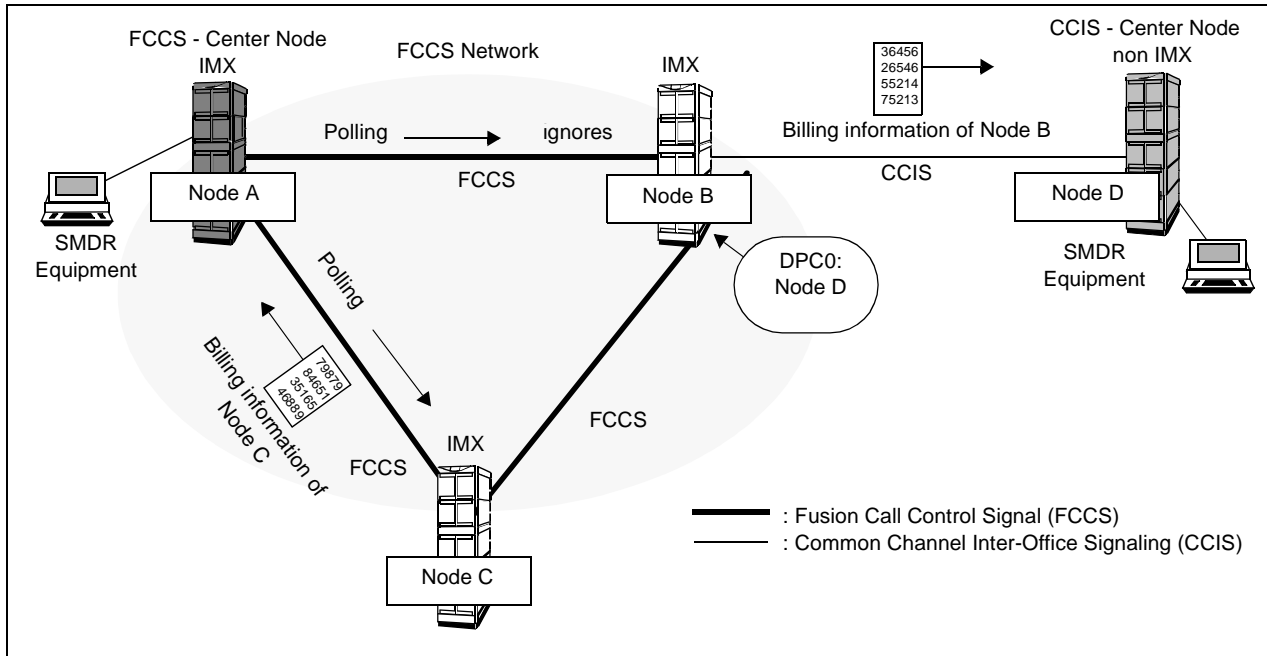 FCCS - Center Node
IMX
FCCS Network
IMX
36456
26546
55214
75213
CCIS - Center Node
non IMX
Polling
ignores
Billing information of Node B
FCCS
CCIS
Node A
Node B
Node D
SMDR
Equipment
DPC0:
Node D
SMDR
Equipment
Polling
79879
84651
35165
46889
Billing information of
Node C
FCCS
FCCS
IMX
Node C
: Fusion Call Control Signal (FCCS)
: Common Channel Inter-Office Signaling (CCIS)